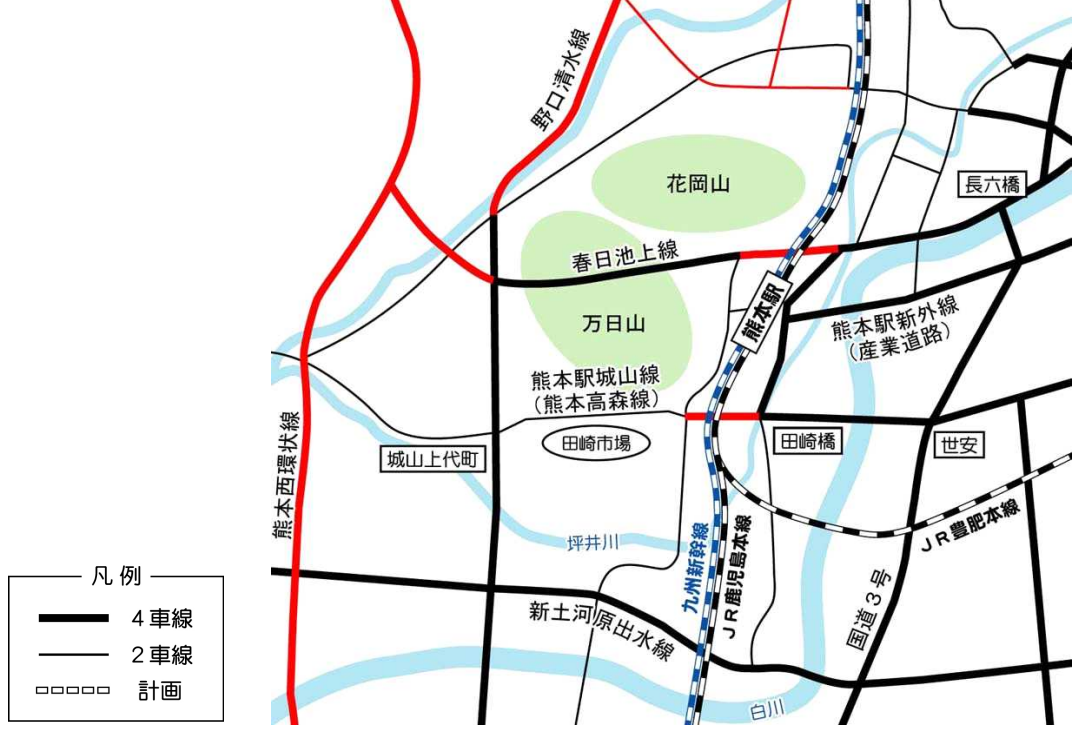 野口清水線
花岡山
長六橋
春日池上線
熊本駅
万日山
熊本駅新外線
(産業道路)
熊本駅城山線
(熊本高森線)
田崎市場
田崎橋
世安
城山上代町
熊本西環状線
坪井川
九州新幹線
JR鹿児島本線
JR豊肥本線
国道3号
新土河原出水線
白川
凡例
4車線
2車線
計画